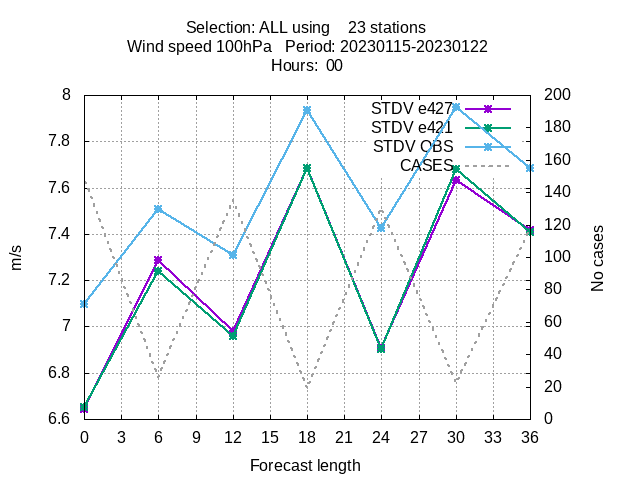 Selection: ALL using    23 stations
Wind speed 100hPa   Period: 20230115-20230122
Hours:  00
STDV e427
STDV e421
STDV OBS
CASES
8
7.8
7.6
7.4
7.2
7
6.8
6.6
m/s
200
180
160
140
120
100
80
60
40
20
0
No cases
0 3 6 9 12 15 18 21 24 27 30 33 36
Forecast length